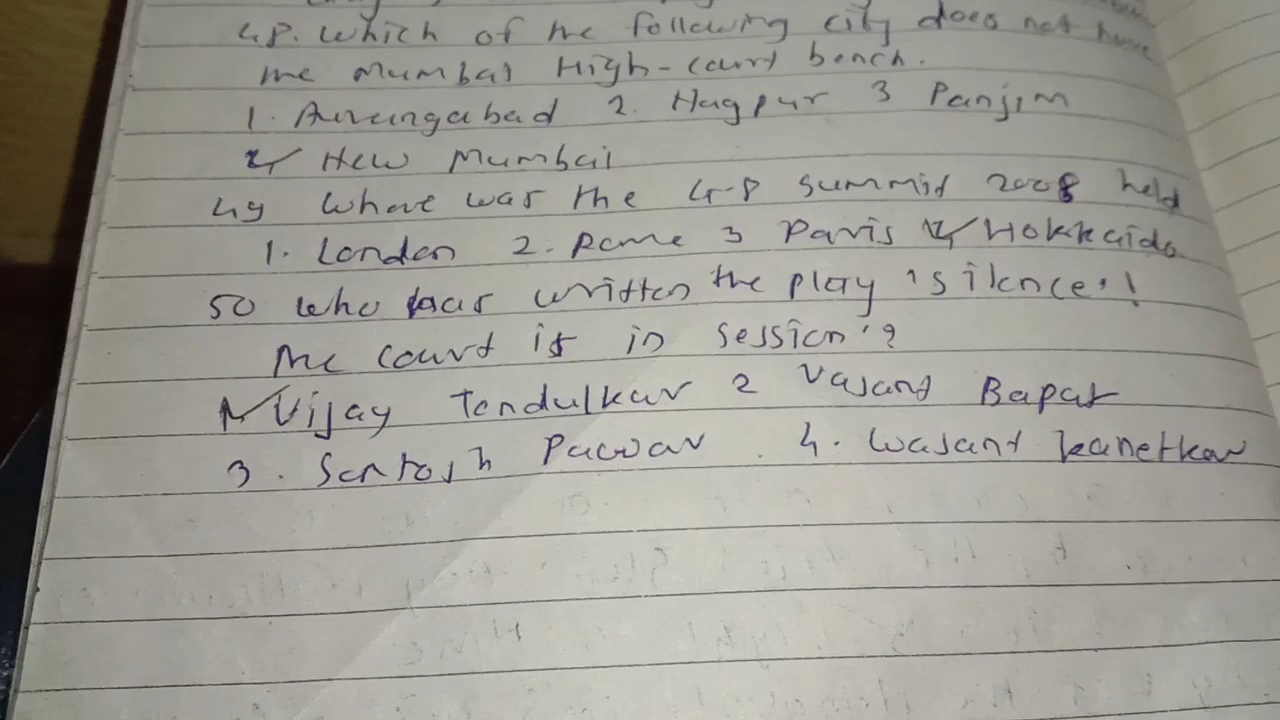 48. Which of the following city does not have
the Mumbai High-court bench.
1. Aurangabad 2. Nagpur 3 Panjim
4 New Mumbai
49 Where was the G-8 summit 2008 held
1. London 2. Rome 3 Paris 4 Hokkaido
50 who has written the play 'silence'!
the court is in session'?
1 Vijay Tendulkar 2 Vasant Bapat
3. Santosh Pawar. 4. Wasant kanetkar